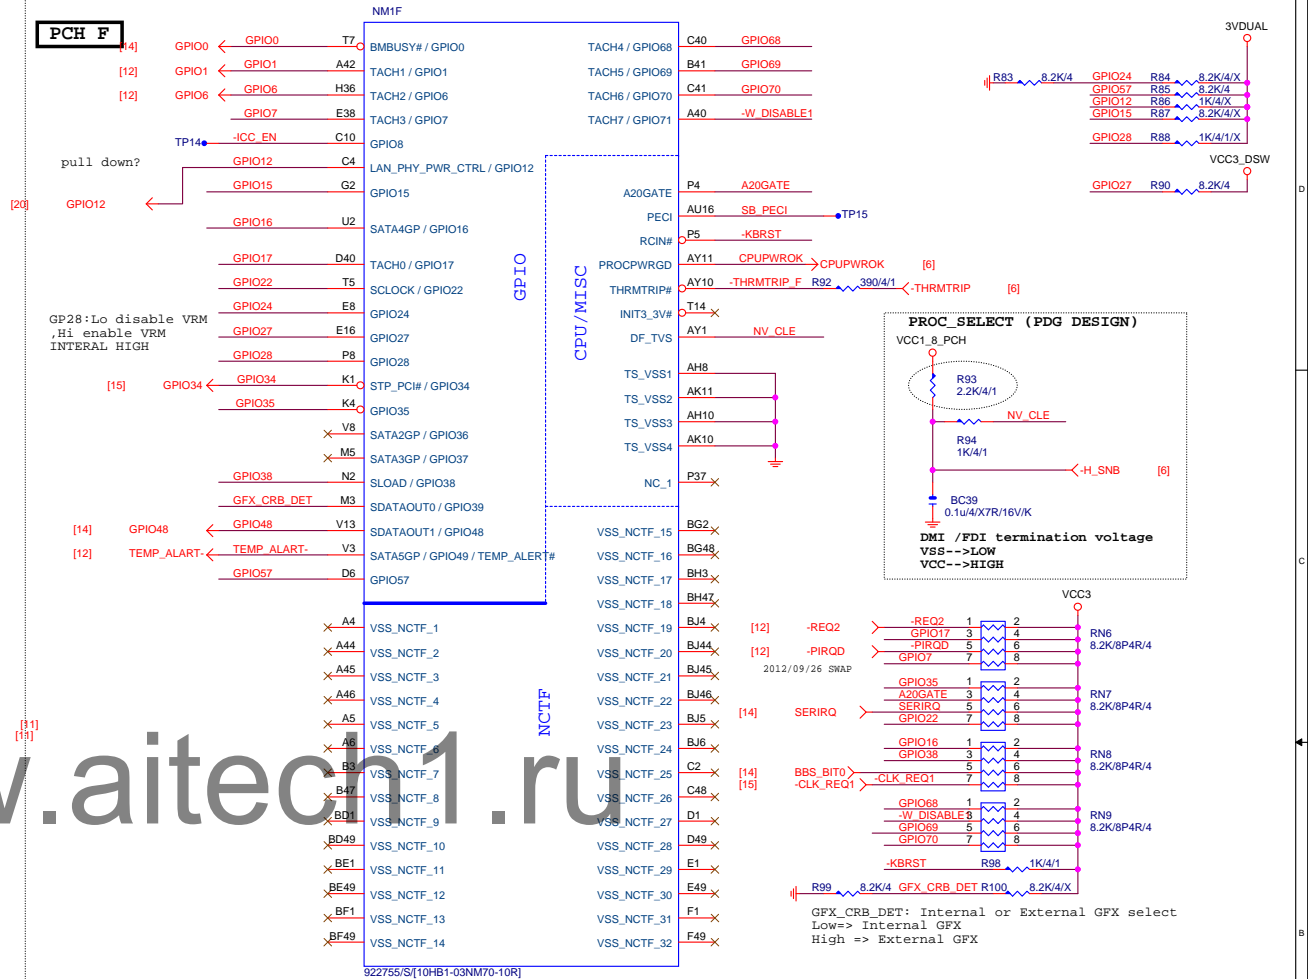 PCH F
NM1F
[14] GPIO0 GPIO0 T7 BMBUSY# / GPIO0
[12] GPIO1 GPIO1 A42 TACH1 / GPIO1
[12] GPIO6 GPIO6 H36 TACH2 / GPIO6
GPIO7 E38 TACH3 / GPIO7
TP14 -ICC_EN C10 GPIO8
pull down?
GPIO12 C4 LAN_PHY_PWR_CTRL / GPIO12
GPIO15 G2 GPIO15
[20] GPIO12
GPIO16 U2 SATA4GP / GPIO16
GPIO17 D40 TACH0 / GPIO17
GPIO22 T5 SCLOCK / GPIO22
GPIO24 E8 GPIO24
GP28:Lo disable VRM
,Hi enable VRM
INTERAL HIGH
GPIO27 E16 GPIO27
GPIO28 P8 GPIO28
[15] GPIO34 GPIO34 K1 STP_PCI# / GPIO34
GPIO35 K4 GPIO35
V8 SATA2GP / GPIO36
M5 SATA3GP / GPIO37
GPIO38 N2 SLOAD / GPIO38
GFX_CRB_DET M3 SDATAOUT0 / GPIO39
[14] GPIO48 GPIO48 V13 SDATAOUT1 / GPIO48
[12] TEMP_ALART- TEMP_ALART- V3 SATA5GP / GPIO49 / TEMP_ALERT#
GPIO57 D6 GPIO57
A4 VSS_NCTF_1
A44 VSS_NCTF_2
A45 VSS_NCTF_3
A46 VSS_NCTF_4
A5 VSS_NCTF_5
A6 VSS_NCTF_6
B3 VSS_NCTF_7
B47 VSS_NCTF_8
BD1 VSS_NCTF_9
BD49 VSS_NCTF_10
BE1 VSS_NCTF_11
BE49 VSS_NCTF_12
BF1 VSS_NCTF_13
BF49 VSS_NCTF_14
[11]
[11]
w.aitech1.ru
GPIO
CPU/MISC
NCTF
TACH4 / GPIO68 C40 GPIO68
TACH5 / GPIO69 B41 GPIO69
TACH6 / GPIO70 C41 GPIO70
TACH7 / GPIO71 A40 -W_DISABLE1
A20GATE P4 A20GATE
PECI AU16 SB_PECI TP15
RCIN# P5 -KBRST
PROCPWRGD AY11 CPUPWROK CPUPWROK [6]
THRMTRIP# AY10 -THRMTRIP_F R92 390/4/1 -THRMTRIP [6]
INIT3_3V# T14
DF_TVS AY1 NV_CLE
TS_VSS1 AH8
TS_VSS2 AK11
TS_VSS3 AH10
TS_VSS4 AK10
NC_1 P37
VSS_NCTF_15 BG2
VSS_NCTF_16 BG48
VSS_NCTF_17 BH3
VSS_NCTF_18 BH47
VSS_NCTF_19 BJ4
VSS_NCTF_20 BJ44
VSS_NCTF_21 BJ45
VSS_NCTF_22 BJ46
VSS_NCTF_23 BJ5
VSS_NCTF_24 BJ6
VSS_NCTF_25 C2
VSS_NCTF_26 C48
VSS_NCTF_27 D1
VSS_NCTF_28 D49
VSS_NCTF_29 E1
VSS_NCTF_30 E49
VSS_NCTF_31 F1
VSS_NCTF_32 F49
922755/S/[10HB1-03NM70-10R]
3VDUAL
R83 8.2K/4 GPIO24 R84 8.2K/4/X
GPIO57 R85 8.2K/4
GPIO12 R86 1K/4/X
GPIO15 R87 8.2K/4/X
GPIO28 R88 1K/4/1/X
VCC3_DSW
GPIO27 R90 8.2K/4
PROC_SELECT (PDG DESIGN)
VCC1_8_PCH
R93
2.2K/4/1
NV_CLE
R94
1K/4/1
-H_SNB [6]
BC39
0.1u/4/X7R/16V/K
DMI /FDI termination voltage
VSS-->LOW
VCC-->HIGH
VCC3
[12] -REQ2 -REQ2 1 2
GPIO17 3 4 RN6
[12] -PIRQD -PIRQD 5 6 8.2K/8P4R/4
GPIO7 7 8
2012/09/26 SWAP
GPIO35 1 2
A20GATE 3 4 RN7
[14] SERIRQ SERIRQ 5 6 8.2K/8P4R/4
GPIO22 7 8
GPIO16 1 2
GPIO38 3 4 RN8
[14] BBS_BIT0 5 6 8.2K/8P4R/4
[15] -CLK_REQ1 -CLK_REQ1 7 8
GPIO68 1 2
-W_DISABLE1 3 4 RN9
GPIO69 5 6 8.2K/8P4R/4
GPIO70 7 8
-KBRST R98 1K/4/1
R99 8.2K/4 GFX_CRB_DET R100 8.2K/4/X
GFX_CRB_DET: Internal or External GFX select
Low=> Internal GFX
High => External GFX
D
C
B